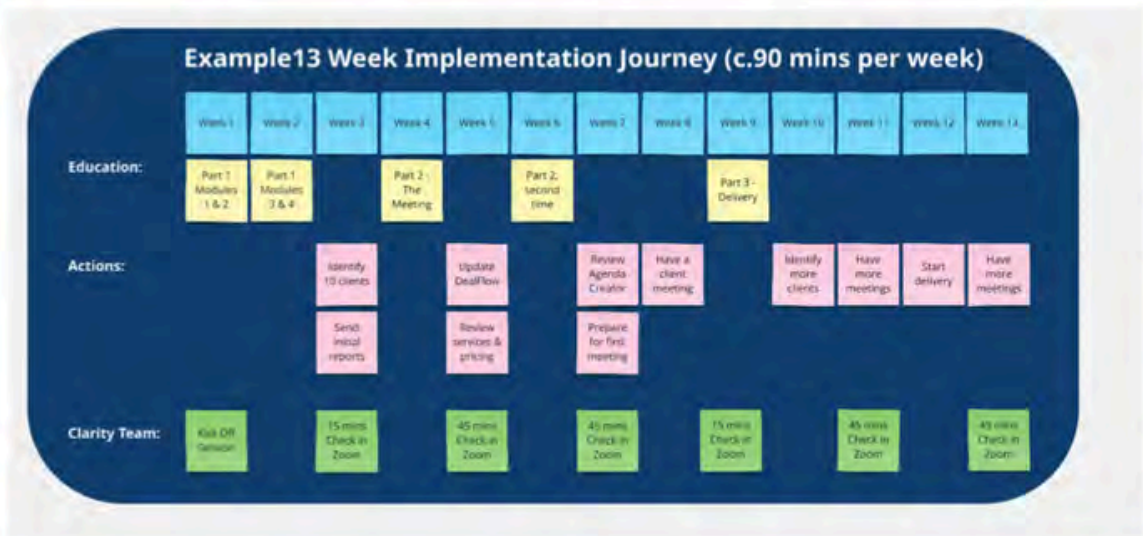 Example13 Week Implementation Journey (c.90 mins per week)
Week 1 Week 2 Week 3 Week 4 Week 5 Week 6 Week 7 Week 8 Week 9 Week 10 Week 11 Week 12 Week 13
Education:
Part 1
Modules
1 & 2
Part 1
Modules
3 & 4
Part 2 -
The
Meeting
Part 2,
second
time
Part 3 -
Delivery
Actions:
Identify
10 clients
Update
DealFlow
Review
Agenda
Creator
Have a
client
meeting
Identify
more
clients
Have
more
meetings
Start
delivery
Have
more
meetings
Send
initial
reports
Review
services &
pricing
Prepare
for first
meeting
Clarity Team:
Kick Off
Session
15 mins
Check in
Zoom
45 mins
Check in
Zoom
45 mins
Check in
Zoom
15 mins
Check in
Zoom
45 mins
Check in
Zoom
45 mins
Check in
Zoom